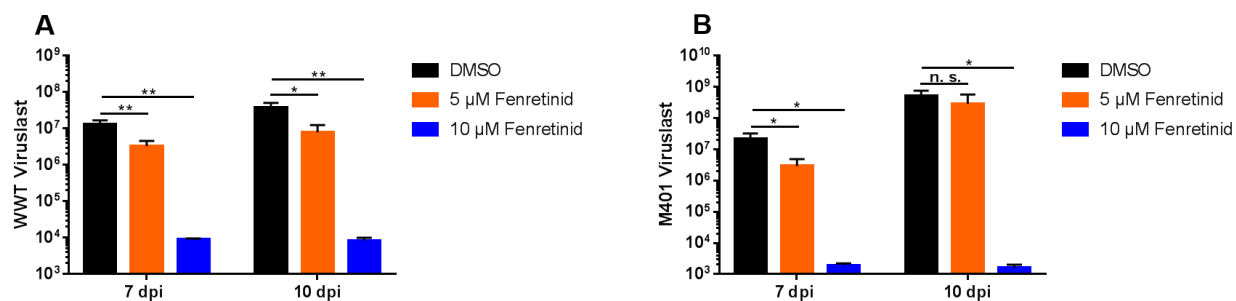 A
WWT Viruslast
10⁹
10⁸
10⁷
10⁶
10⁵
10⁴
10³
**
**
**
*
7 dpi
10 dpi
DMSO
5 µM Fenretinid
10 µM Fenretinid
B
M401 Viruslast
10¹⁰
10⁹
10⁸
10⁷
10⁶
10⁵
10⁴
10³
*
*
*
n. s.
7 dpi
10 dpi
DMSO
5 µM Fenretinid
10 µM Fenretinid